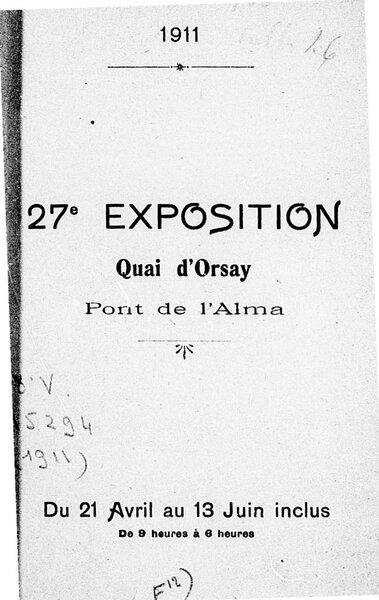 1911
27e EXPOSITION
Quai d'Orsay
Pont de l'Alma
V.
5294
(1911)
Du 21 Avril au 13 Juin inclus
De 9 heures à 6 heures